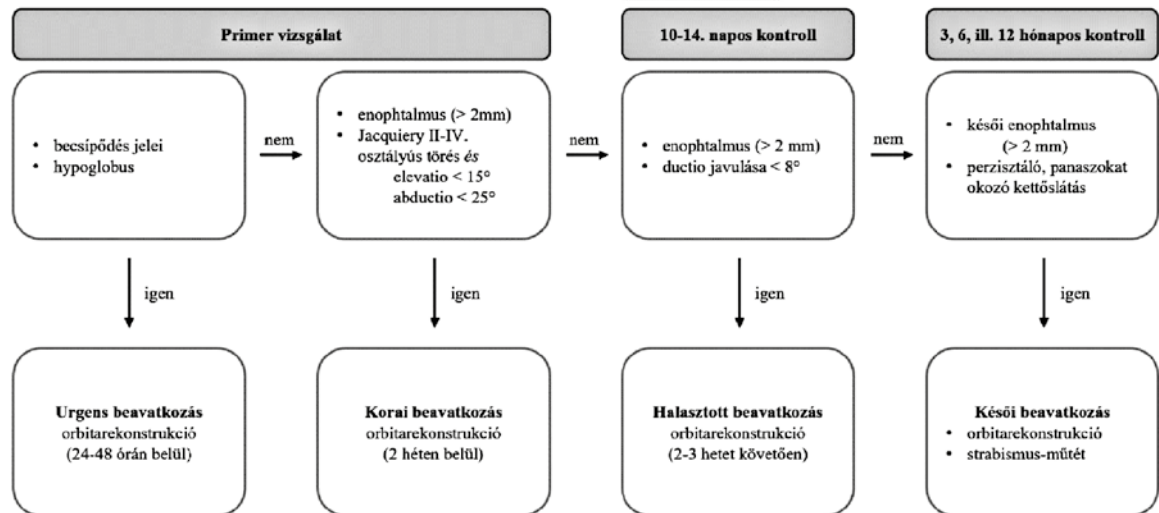 Primer vizsgálat
10-14. napos kontroll
3, 6, ill. 12 hónapos kontroll
• becsípődés jelei
• hypoglobus
nem
• enophtalmus (> 2mm)
• Jacquiery II-IV.
osztályús törés és
elevatio < 15°
abductio < 25°
nem
• enophtalmus (> 2 mm)
• ductio javulása < 8°
nem
• késői enophtalmus
(> 2 mm)
• perzisztáló, panaszokat
okozó kettőslátás
igen
igen
igen
igen
Urgens beavatkozás
orbitarekonstrukció
(24-48 órán belül)
Korai beavatkozás
orbitarekonstrukció
(2 héten belül)
Halasztott beavatkozás
orbitarekonstrukció
(2-3 hetet követően)
Késői beavatkozás
• orbitarekonstrukció
• strabismus-műtét